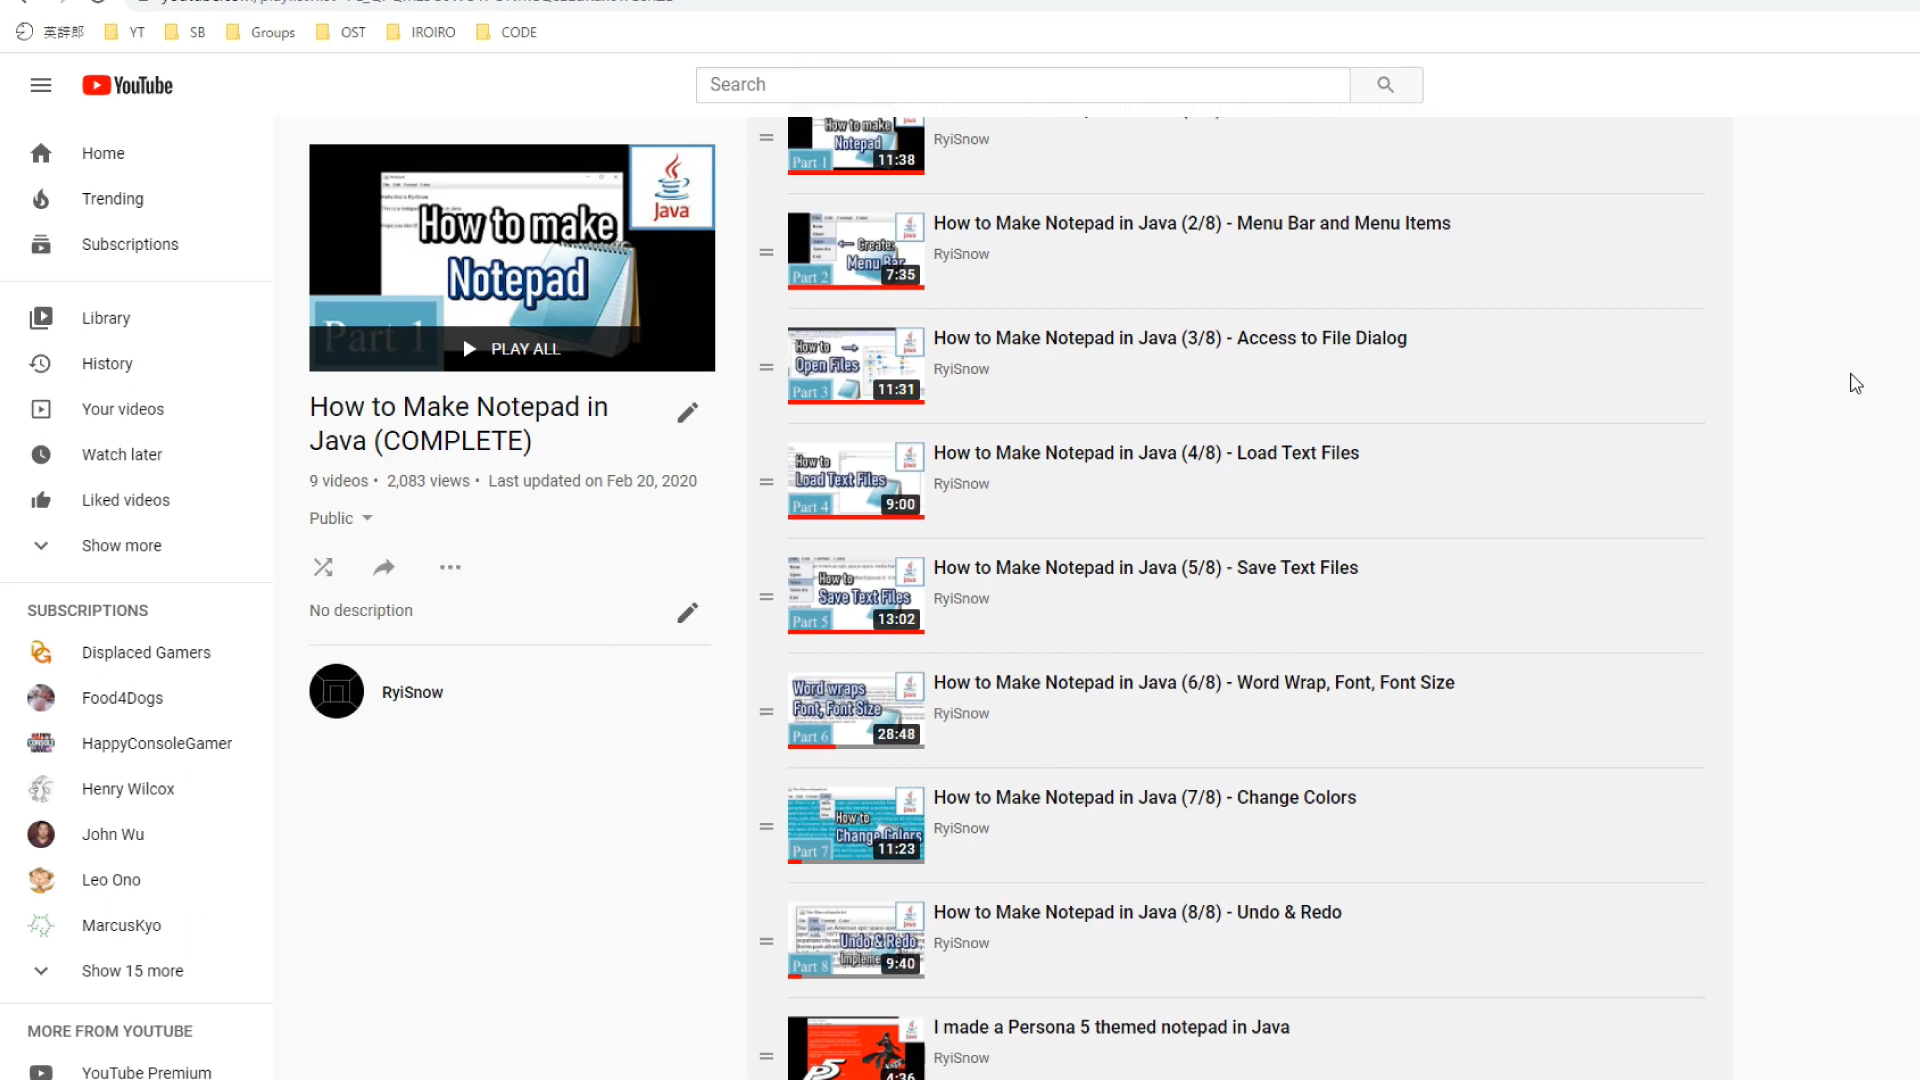 英辞郎
YT
SB
Groups
OST
IROIRO
CODE
YouTube
Search
Home
Trending
Subscriptions
Library
History
Your videos
Watch later
Liked videos
Show more
SUBSCRIPTIONS
Displaced Gamers
Food4Dogs
HappyConsoleGamer
Henry Wilcox
John Wu
Leo Ono
MarcusKyo
Show 15 more
MORE FROM YOUTUBE
YouTube Premium
How to make
Notepad
Java
Part 1
PLAY ALL
How to Make Notepad in
Java (COMPLETE)
9 videos • 2,083 views • Last updated on Feb 20, 2020
Public
No description
RyiSnow
How to make
Notepad
Java
Part 1
11:38
RyiSnow
Create
Menu Bar
Part 2
7:35
How to Make Notepad in Java (2/8) - Menu Bar and Menu Items
RyiSnow
How to
Open Files
Part 3
11:31
How to Make Notepad in Java (3/8) - Access to File Dialog
RyiSnow
How to
Load Text Files
Part 4
9:00
How to Make Notepad in Java (4/8) - Load Text Files
RyiSnow
How to
Save Text Files
Part 5
13:02
How to Make Notepad in Java (5/8) - Save Text Files
RyiSnow
Word wraps
Font, Font Size
Part 6
28:48
How to Make Notepad in Java (6/8) - Word Wrap, Font, Font Size
RyiSnow
How to
Change Colors
Part 7
11:23
How to Make Notepad in Java (7/8) - Change Colors
RyiSnow
Undo & Redo
Part 8
9:40
How to Make Notepad in Java (8/8) - Undo & Redo
RyiSnow
4:36
I made a Persona 5 themed notepad in Java
RyiSnow